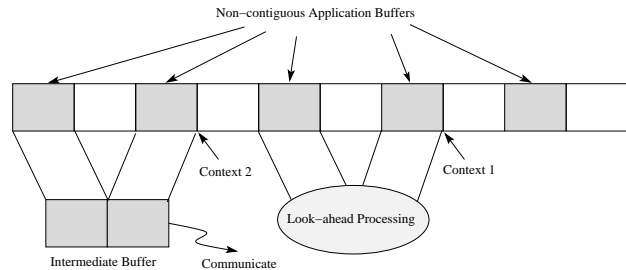 Non−contiguous Application Buffers
Context 2
Context 1
Look−ahead Processing
Intermediate Buffer
Communicate